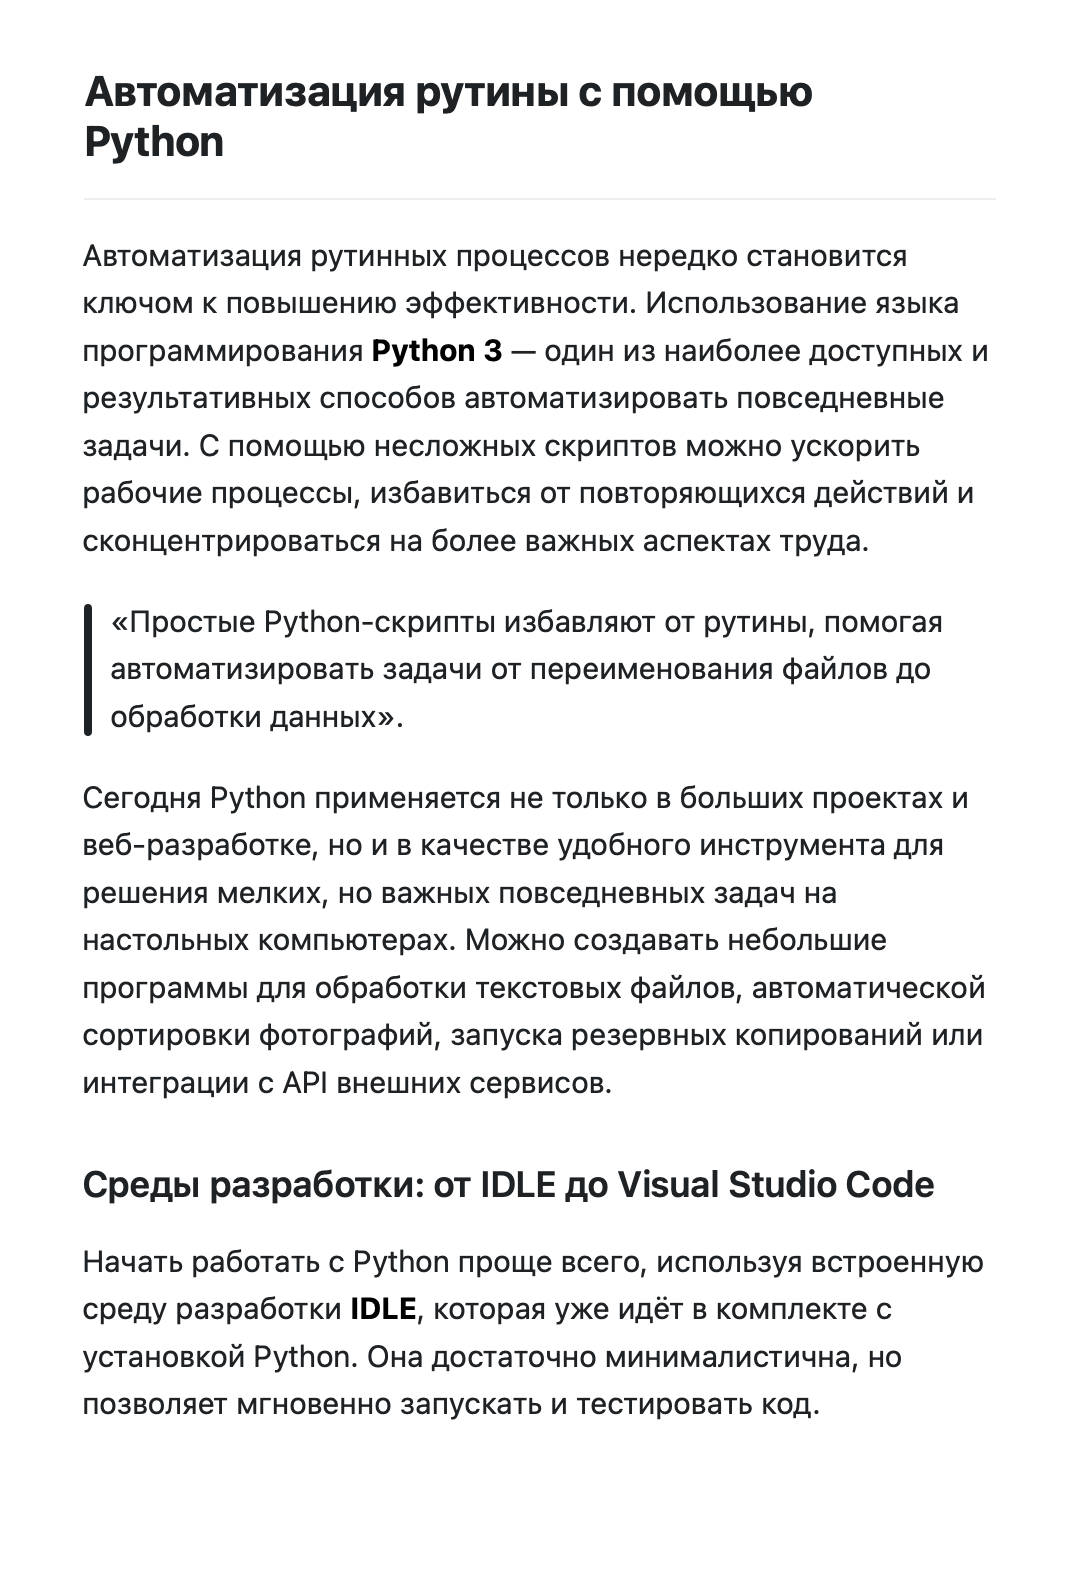 Автоматизация рутины с помощью
Python
Автоматизация рутинных процессов нередко становится
ключом к повышению эффективности. Использование языка
программирования Python 3 — один из наиболее доступных и
результативных способов автоматизировать повседневные
задачи. С помощью несложных скриптов можно ускорить
рабочие процессы, избавиться от повторяющихся действий и
сконцентрироваться на более важных аспектах труда.
«Простые Python-скрипты избавляют от рутины, помогая
автоматизировать задачи от переименования файлов до
обработки данных».
Сегодня Python применяется не только в больших проектах и
веб-разработке, но и в качестве удобного инструмента для
решения мелких, но важных повседневных задач на
настольных компьютерах. Можно создавать небольшие
программы для обработки текстовых файлов, автоматической
сортировки фотографий, запуска резервных копирований или
интеграции с API внешних сервисов.
Среды разработки: от IDLE до Visual Studio Code
Начать работать с Python проще всего, используя встроенную
среду разработки IDLE, которая уже идёт в комплекте с
установкой Python. Она достаточно минималистична, но
позволяет мгновенно запускать и тестировать код.